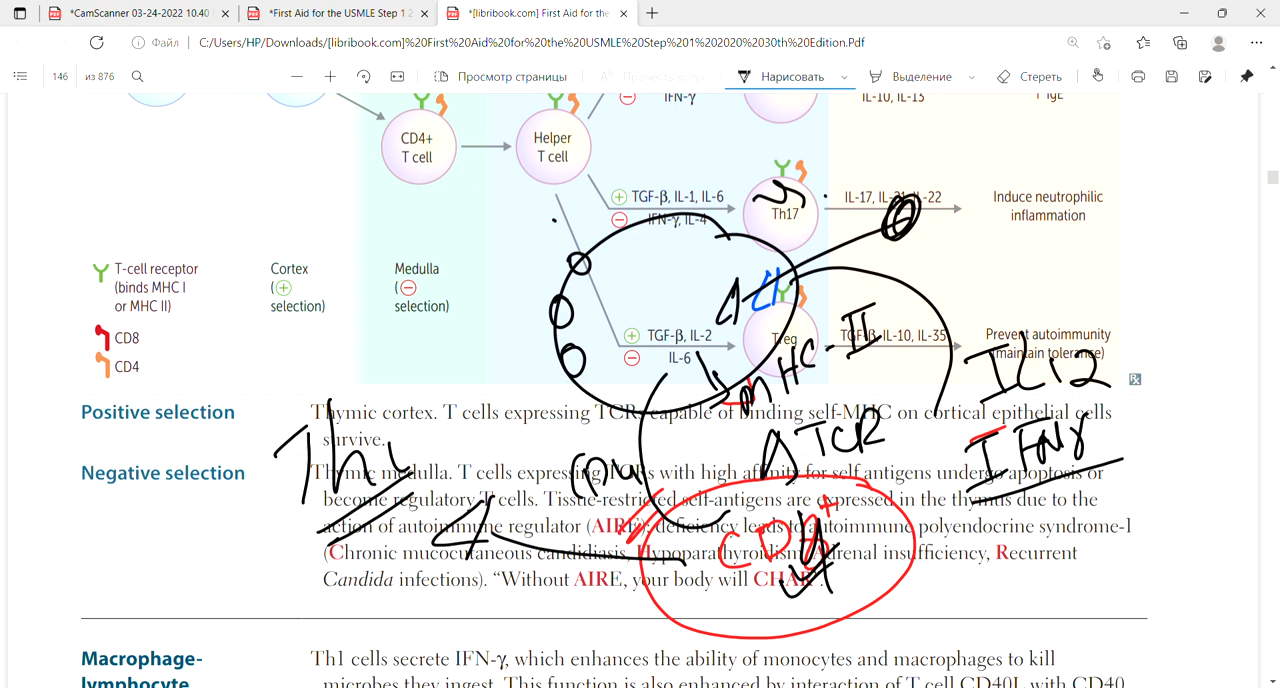 *CamScanner 03-24-2022 10.40
*First Aid for the USMLE Step 1 2
*[libribook.com] First Aid for the
Файл
C:/Users/HP/Downloads/[libribook.com]%20First%20Aid%20for%20the%20USMLE%20Step%201%202020%2030th%20Edition.Pdf
146 из 876
Просмотр страницы
Нарисовать
Выделение
Стереть
IFN-γ
CD4+
T cell
Helper
T cell
TGF-β, IL-1, IL-6
IFN-γ, IL-4
Th17
IL-17, IL-21, IL-22
Induce neutrophilic
inflammation
T-cell receptor
(binds MHC I
or MHC II)
CD8
CD4
Cortex
(+
selection)
Medulla
(−
selection)
TGF-β, IL-2
IL-6
Treg
TGF-β, IL-10, IL-35
Prevent autoimmunity
(maintain tolerance)
MHC-II
TCR
IL12
IFNγ
Th1
CD
4
Positive selection
Thymic cortex. T cells expressing TCRs capable of binding self-MHC on cortical epithelial cells
survive.
Negative selection
Thymic medulla. T cells expressing TCRs with high affinity for self antigens undergo apoptosis or
become regulatory T cells. Tissue-restricted self-antigens are expressed in the thymus due to the
action of autoimmune regulator (AIRE); deficiency leads to autoimmune polyendocrine syndrome-1
(Chronic mucocutaneous candidiasis, Hypoparathyroidism, Adrenal insufficiency, Recurrent
Candida infections). “Without AIRE, your body will CHAR”.
Macrophage-
lymphocyte
Th1 cells secrete IFN-γ, which enhances the ability of monocytes and macrophages to kill
microbes they ingest. This function is also enhanced by interaction of T cell CD40L with CD40